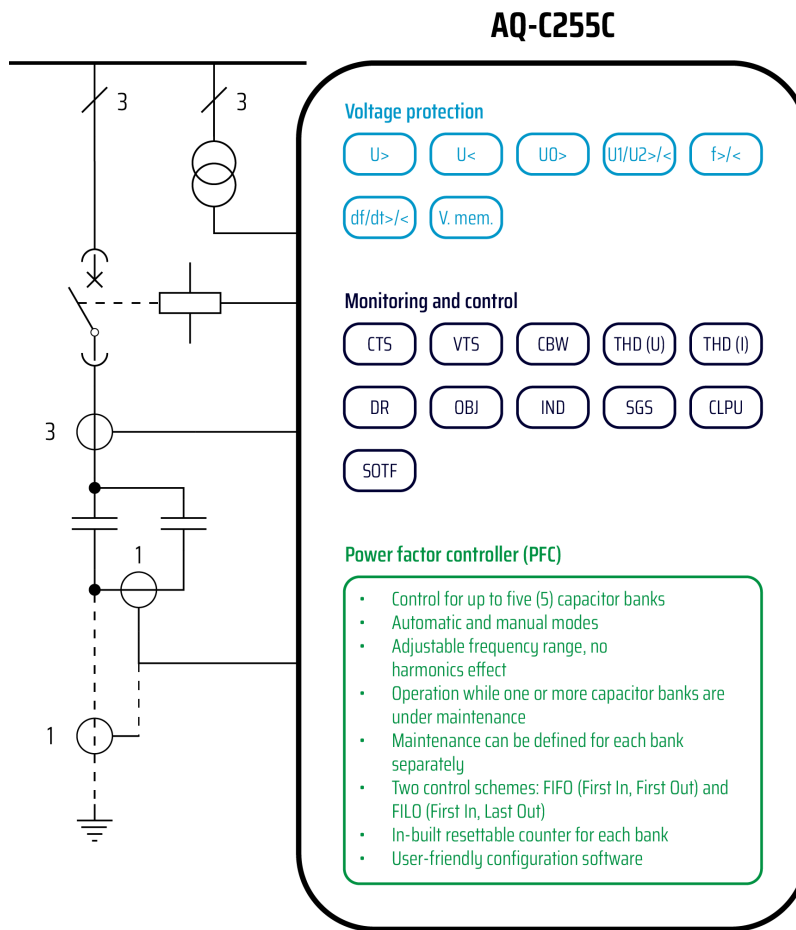 AQ-C255C
3
3
Voltage protection
U>
U<
U0>
U1/U2>/<
f>/<
df/dt>/<
V. mem.
Monitoring and control
CTS
VTS
CBW
THD (U)
THD (I)
DR
OBJ
IND
SGS
CLPU
3
SOTF
1
Power factor controller (PFC)
• Control for up to five (5) capacitor banks
• Automatic and manual modes
• Adjustable frequency range, no
harmonics effect
• Operation while one or more capacitor banks are
under maintenance
• Maintenance can be defined for each bank
separately
• Two control schemes: FIFO (First In, First Out) and
FILO (First In, Last Out)
• In-built resettable counter for each bank
• User-friendly configuration software
1